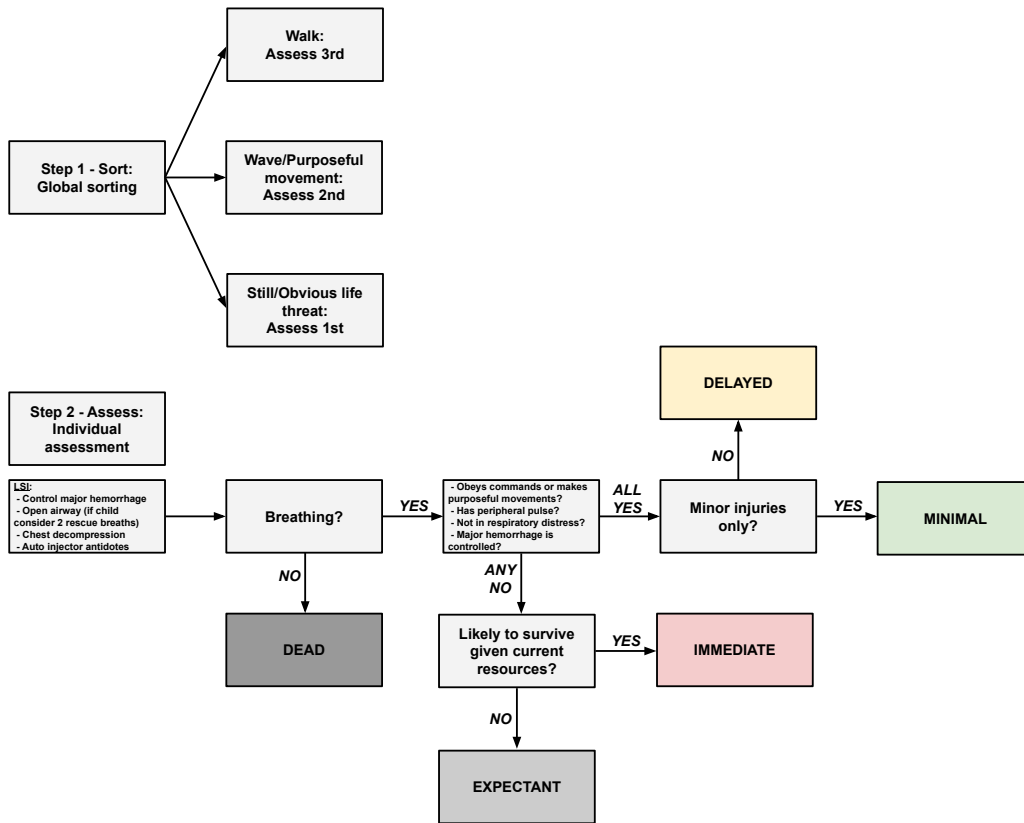 Walk:
Assess 3rd
Step 1 - Sort:
Global sorting
Wave/Purposeful
movement:
Assess 2nd
Still/Obvious life
threat:
Assess 1st
Step 2 - Assess:
Individual
assessment
LSI:
- Control major hemorrhage
- Open airway (if child
consider 2 rescue breaths)
- Chest decompression
- Auto injector antidotes
Breathing?
YES
NO
DEAD
- Obeys commands or makes
purposeful movements?
- Has peripheral pulse?
- Not in respiratory distress?
- Major hemorrhage is
controlled?
ALL
YES
ANY
NO
Minor injuries
only?
NO
DELAYED
YES
MINIMAL
Likely to survive
given current
resources?
YES
IMMEDIATE
NO
EXPECTANT